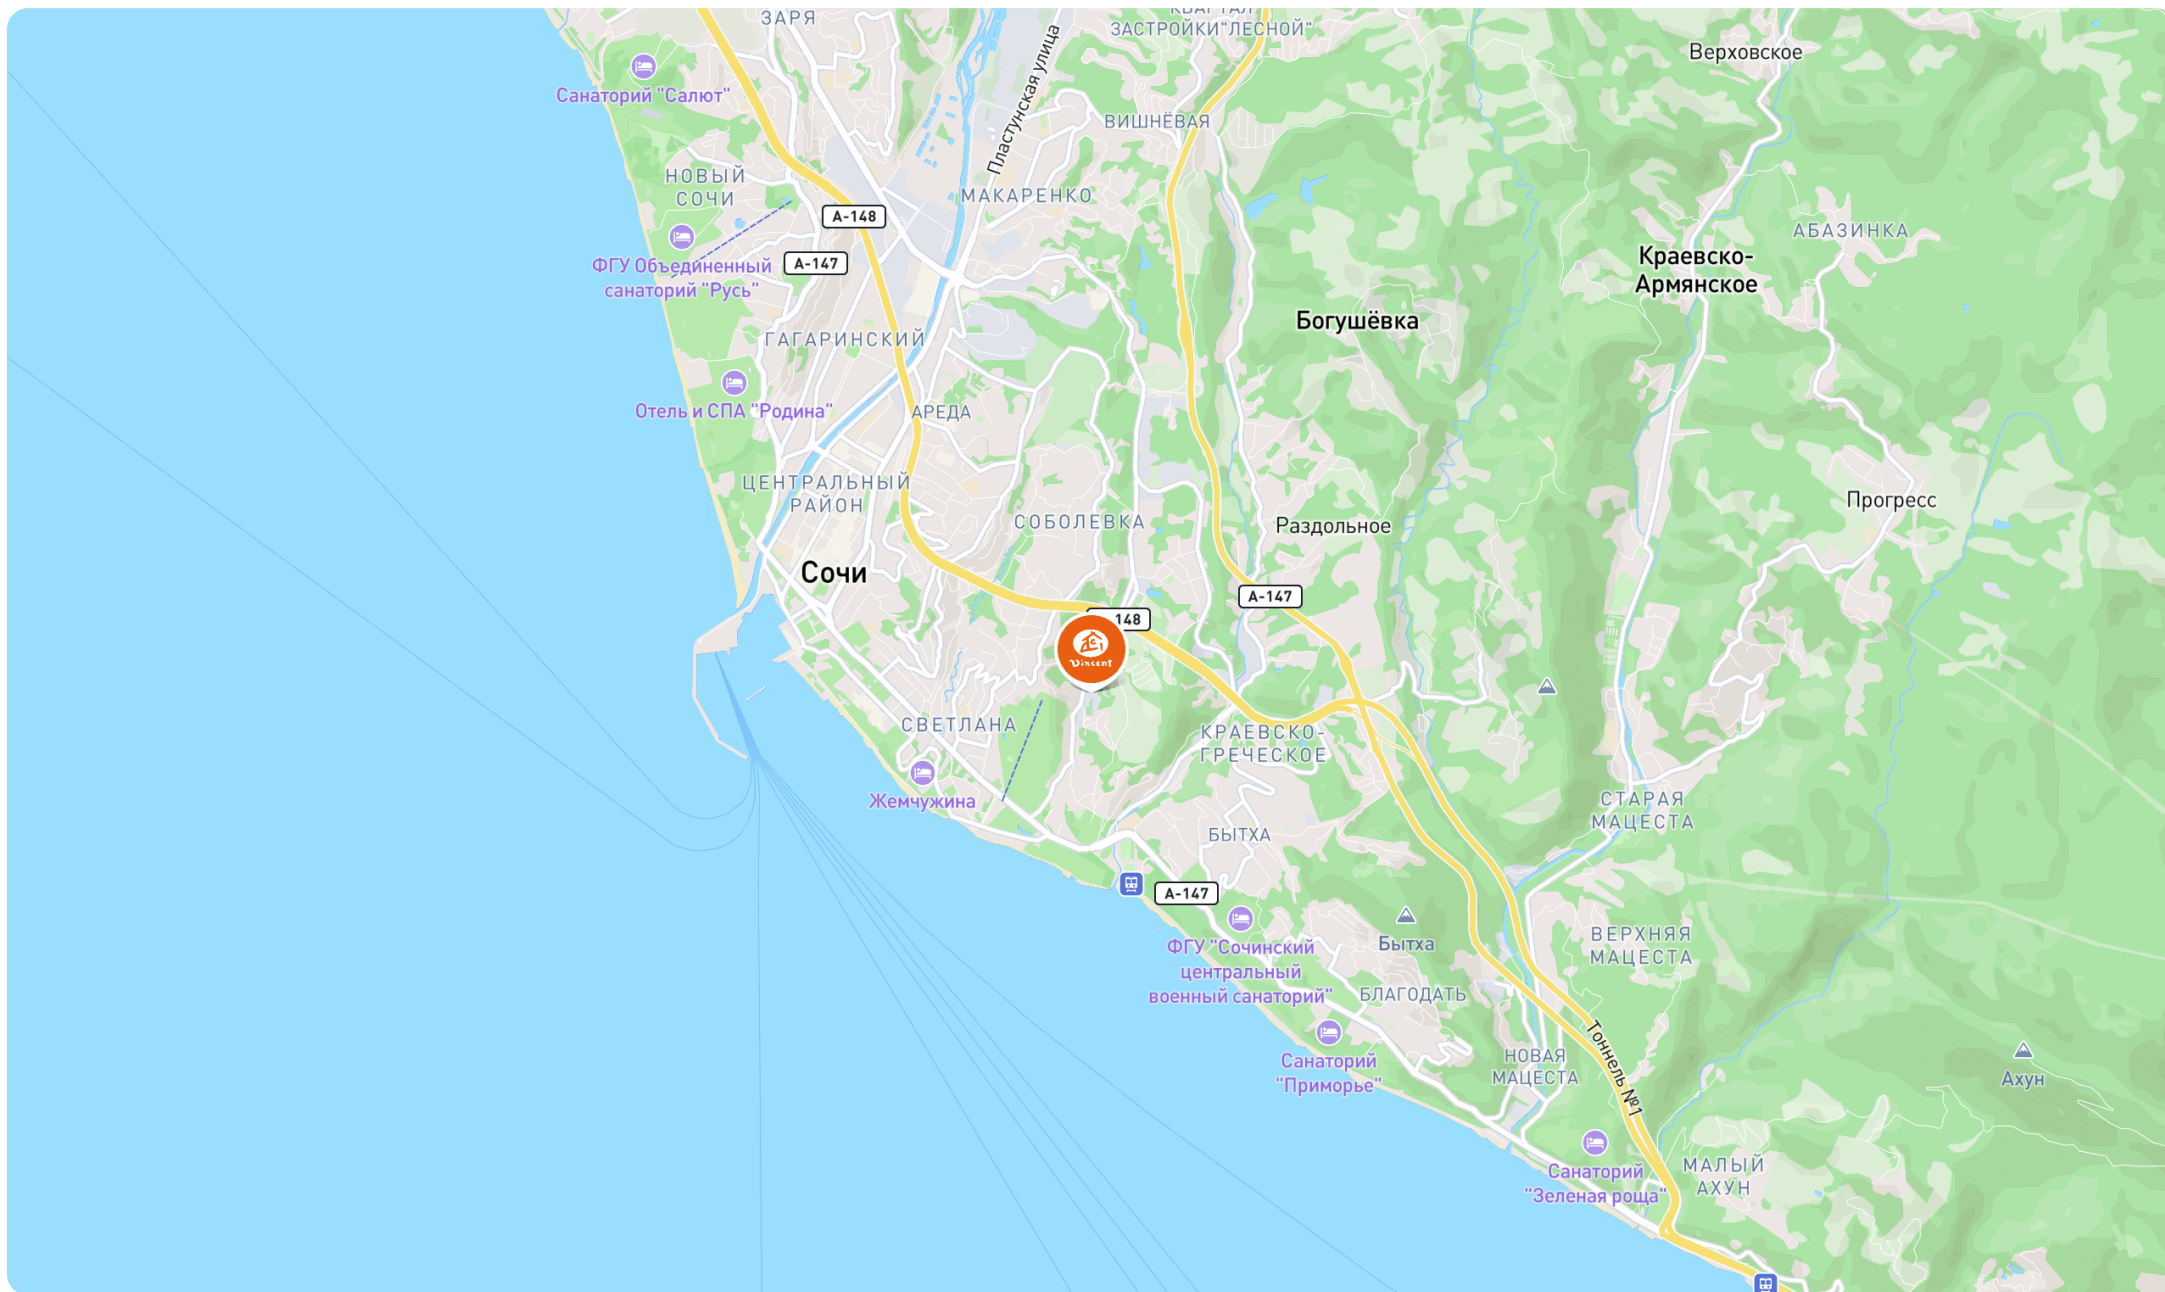 ЗАРЯ
КВАРТАЛ
ЗАСТРОЙКИ"ЛЕСНОЙ"
Верховское
Санаторий "Салют"
Пластунская улица
ВИШНЁВАЯ
НОВЫЙ
СОЧИ
МАКАРЕНКО
А-148
АБАЗИНКА
ФГУ Объединенный
санаторий "Русь"
А-147
Краевско-
Армянское
Богушёвка
ГАГАРИНСКИЙ
Отель и СПА "Родина"
АРЕДА
ЦЕНТРАЛЬНЫЙ
РАЙОН
СОБОЛЕВКА
Раздольное
Прогресс
Сочи
А-147
148
Vincent
СВЕТЛАНА
КРАЕВСКО-
ГРЕЧЕСКОЕ
Жемчужина
СТАРАЯ
МАЦЕСТА
БЫТХА
А-147
ФГУ "Сочинский
центральный
военный санаторий"
Бытха
ВЕРХНЯЯ
МАЦЕСТА
БЛАГОДАТЬ
Санаторий
"Приморье"
НОВАЯ
МАЦЕСТА
Тоннель №1
Ахун
Санаторий
"Зеленая роща"
МАЛЫЙ
АХУН